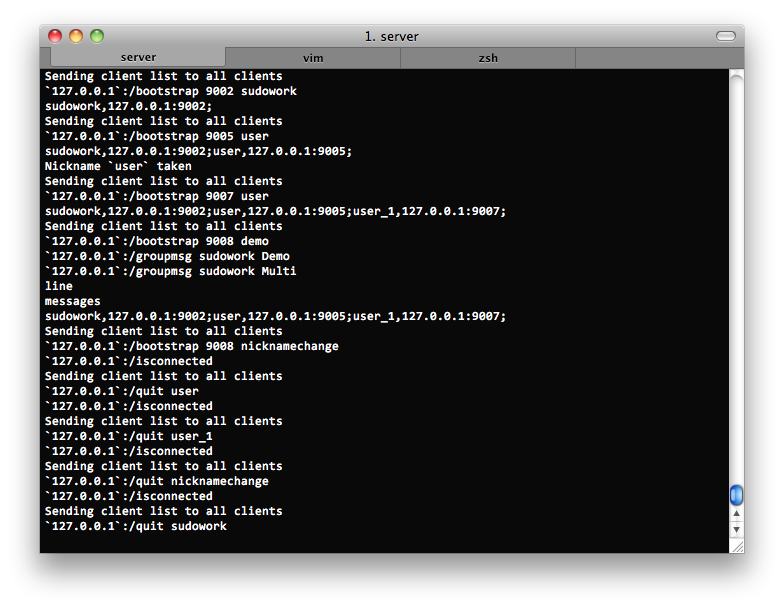 1. server
server vim zsh
Sending client list to all clients
`127.0.0.1`:/bootstrap 9002 sudowork
sudowork,127.0.0.1:9002;
Sending client list to all clients
`127.0.0.1`:/bootstrap 9005 user
sudowork,127.0.0.1:9002;user,127.0.0.1:9005;
Nickname `user` taken
Sending client list to all clients
`127.0.0.1`:/bootstrap 9007 user
sudowork,127.0.0.1:9002;user,127.0.0.1:9005;user_1,127.0.0.1:9007;
Sending client list to all clients
`127.0.0.1`:/bootstrap 9008 demo
`127.0.0.1`:/groupmsg sudowork Demo
`127.0.0.1`:/groupmsg sudowork Multi
line
messages
sudowork,127.0.0.1:9002;user,127.0.0.1:9005;user_1,127.0.0.1:9007;
Sending client list to all clients
`127.0.0.1`:/bootstrap 9008 nicknamechange
`127.0.0.1`:/isconnected
Sending client list to all clients
`127.0.0.1`:/quit user
`127.0.0.1`:/isconnected
Sending client list to all clients
`127.0.0.1`:/quit user_1
`127.0.0.1`:/isconnected
Sending client list to all clients
`127.0.0.1`:/quit nicknamechange
`127.0.0.1`:/isconnected
Sending client list to all clients
`127.0.0.1`:/quit sudowork